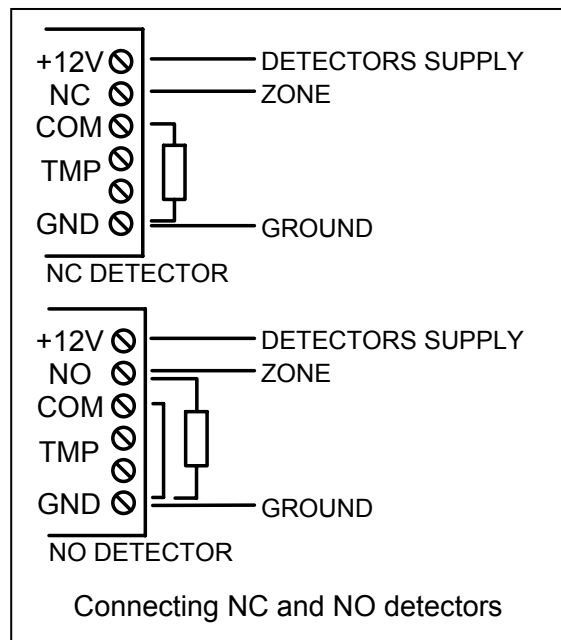 +12V DETECTORS SUPPLY
NC ZONE
COM
TMP
GND GROUND
NC DETECTOR
+12V DETECTORS SUPPLY
NO ZONE
COM
TMP
GND GROUND
NO DETECTOR
Connecting NC and NO detectors